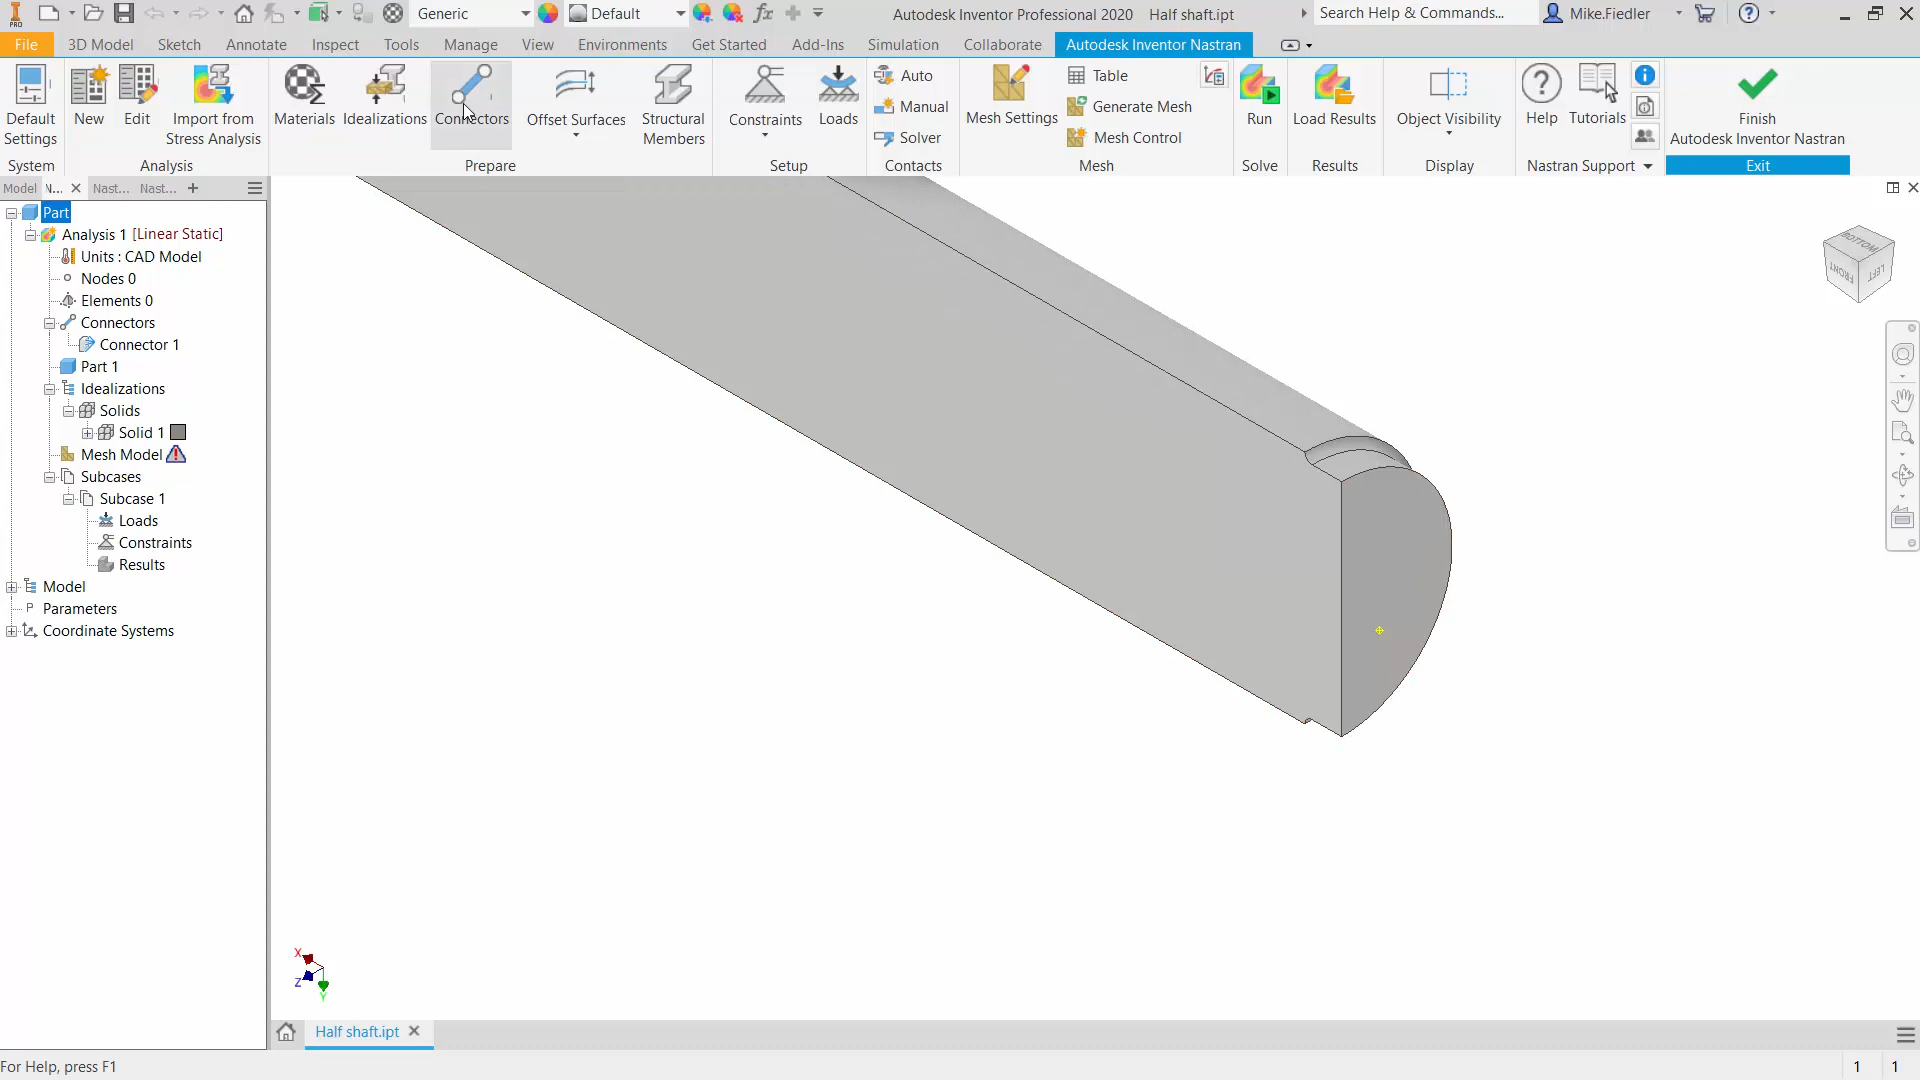 PRO
Generic
Default
fx
Autodesk Inventor Professional 2020 Half shaft.ipt
Search Help & Commands...
Mike.Fiedler
File
3D Model
Sketch
Annotate
Inspect
Tools
Manage
View
Environments
Get Started
Add-Ins
Simulation
Collaborate
Autodesk Inventor Nastran
Default Settings
New
Edit
Import from Stress Analysis
Materials
Idealizations
Connectors
Offset Surfaces
Structural Members
Constraints
Loads
Auto
Manual
Solver
Mesh Settings
Table
Generate Mesh
Mesh Control
Run
Load Results
Object Visibility
Help
Tutorials
Finish
Autodesk Inventor Nastran
System
Analysis
Prepare
Setup
Contacts
Mesh
Solve
Results
Display
Nastran Support
Exit
Model
N...
Nast...
Nast...
Part
Analysis 1 [Linear Static]
Units : CAD Model
Nodes 0
Elements 0
Connectors
Connector 1
Part 1
Idealizations
Solids
Solid 1
Mesh Model
Subcases
Subcase 1
Loads
Constraints
Results
Model
P Parameters
Coordinate Systems
BOTTOM
FRONT
LEFT
X
Z
Y
Half shaft.ipt
For Help, press F1
1
1